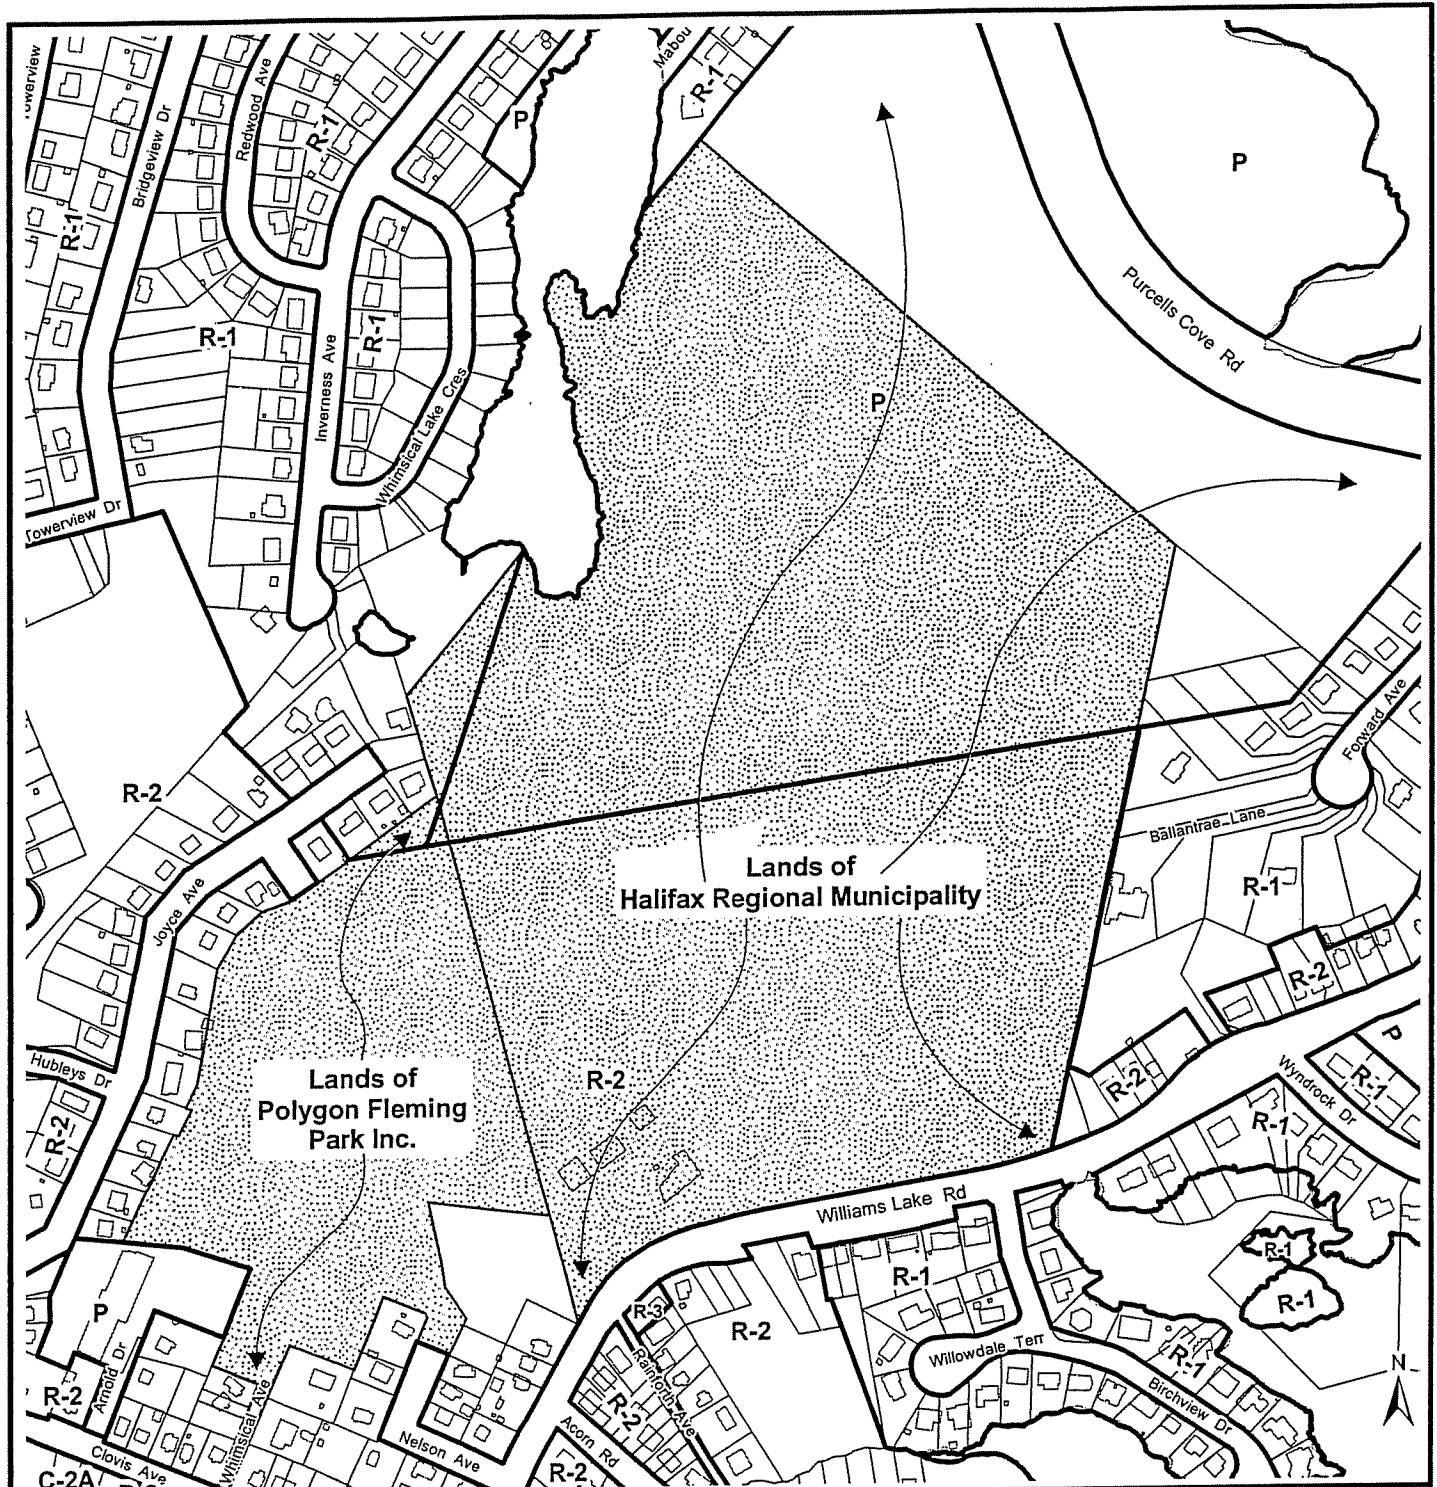 Towerview
Bridgeview Dr
Redwood Ave
R-1
P
Mabou
R-1
P
R-1
Purcells Cove Rd
R-1
Inverness Ave
R-1
Whimsical Lake Cres
P
Towerview Dr
Forward Ave
R-2
Ballantrae Lane
Lands of
Halifax Regional Municipality
R-1
Joyce Ave
R-2
P
Hubleys Dr
Lands of
Polygon Fleming
Park Inc.
R-2
R-2
Wyndrock Dr
R-1
R-2
R-1
Williams Lake Rd
R-1
R-1
R-1
P
R-3
R-2
Arnold Dr
Rainforth Ave
Willowdale Terr
R-1
N
R-2
Whimsical Ave
R-2
Birchview Dr
Clovis Ave
Nelson Ave
Acorn Rd
R-2
C-2A